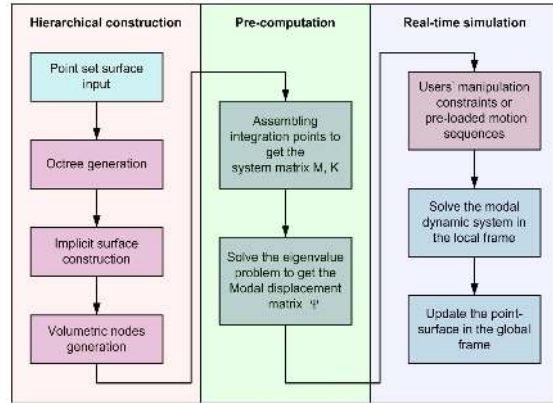 Hierarchical construction
Point set surface
input
Octree generation
Implicit surface
construction
Volumetric nodes
generation
Pre-computation
Assembling
integration points to
get the
system matrix M, K
Solve the eigenvalue
problem to get the
Modal displacement
matrix Ψ
Real-time simulation
Users' manipulation
constraints or
pre-loaded motion
sequences
Solve the modal
dynamic system in
the local frame
Update the point-
surface in the global
frame